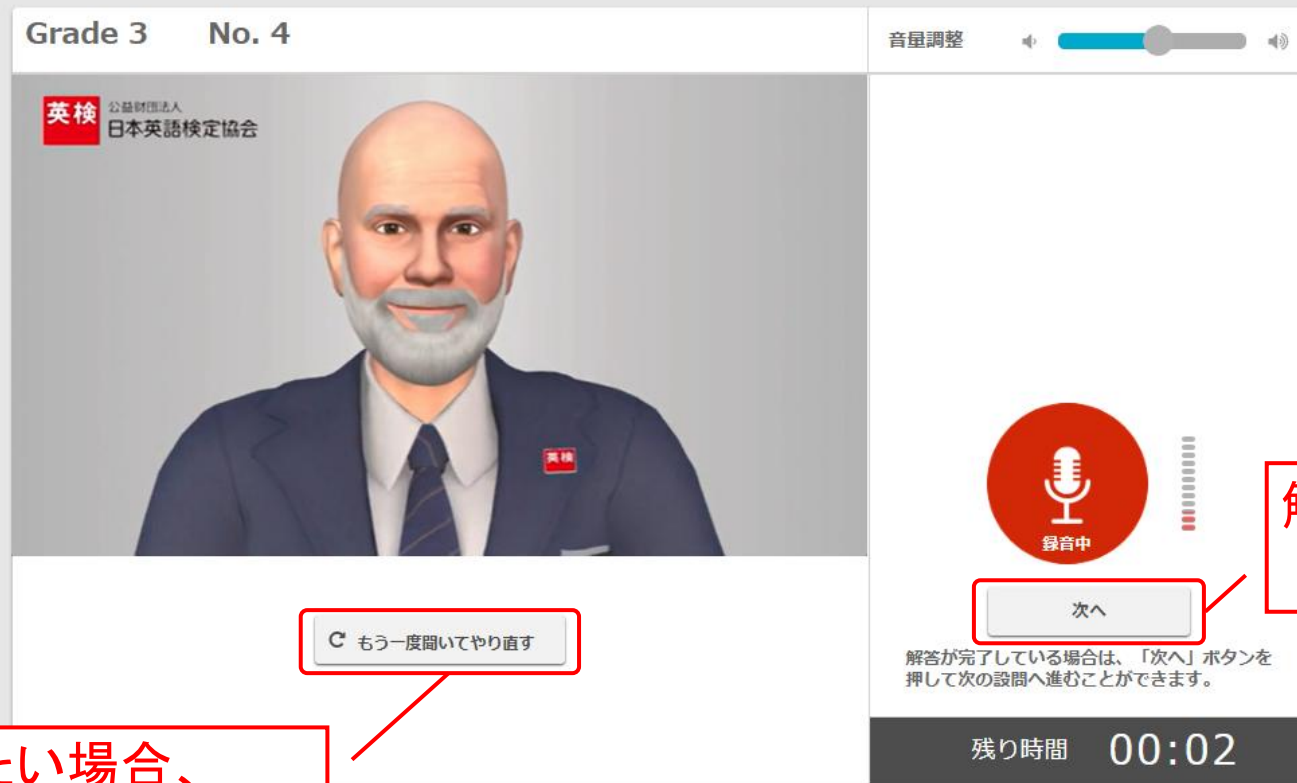 Grade 3 No. 4
音量調整
英検 公益財団法人
日本英語検定協会
英検
録音中
次へ
解答が完了している場合は、「次へ」ボタンを
押して次の設問へ進むことができます。
もう一度聞いてやり直す
残り時間 00:02
たい場合、